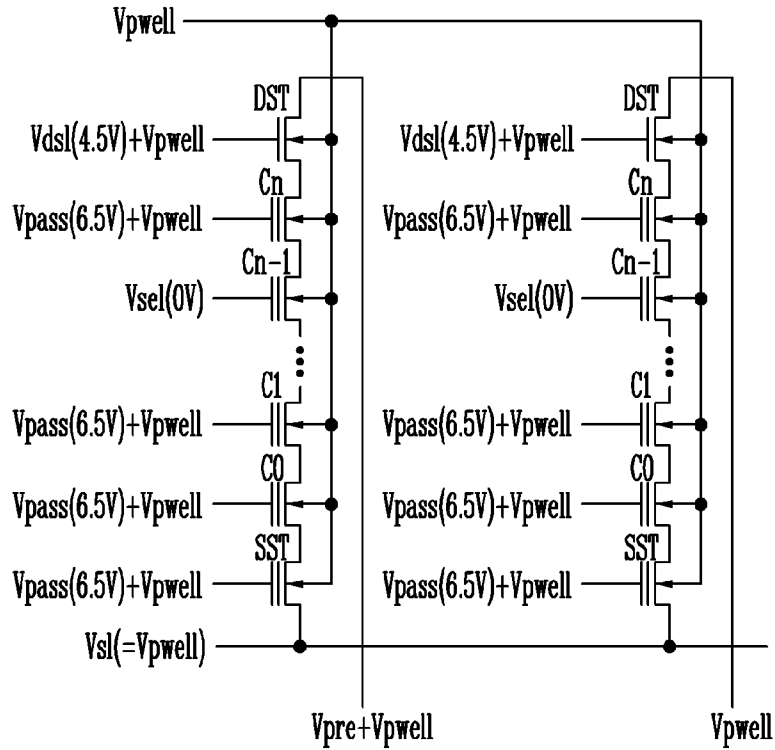 Vpwell
DST DST
Vdsl(4.5V)+Vpwell Vdsl(4.5V)+Vpwell
Cn Cn
Vpass(6.5V)+Vpwell Vpass(6.5V)+Vpwell
Cn-1 Cn-1
Vsel(0V) Vsel(0V)
C1 C1
Vpass(6.5V)+Vpwell Vpass(6.5V)+Vpwell
C0 C0
Vpass(6.5V)+Vpwell Vpass(6.5V)+Vpwell
SST SST
Vpass(6.5V)+Vpwell Vpass(6.5V)+Vpwell
Vsl(=Vpwell)
Vpre+Vpwell Vpwell